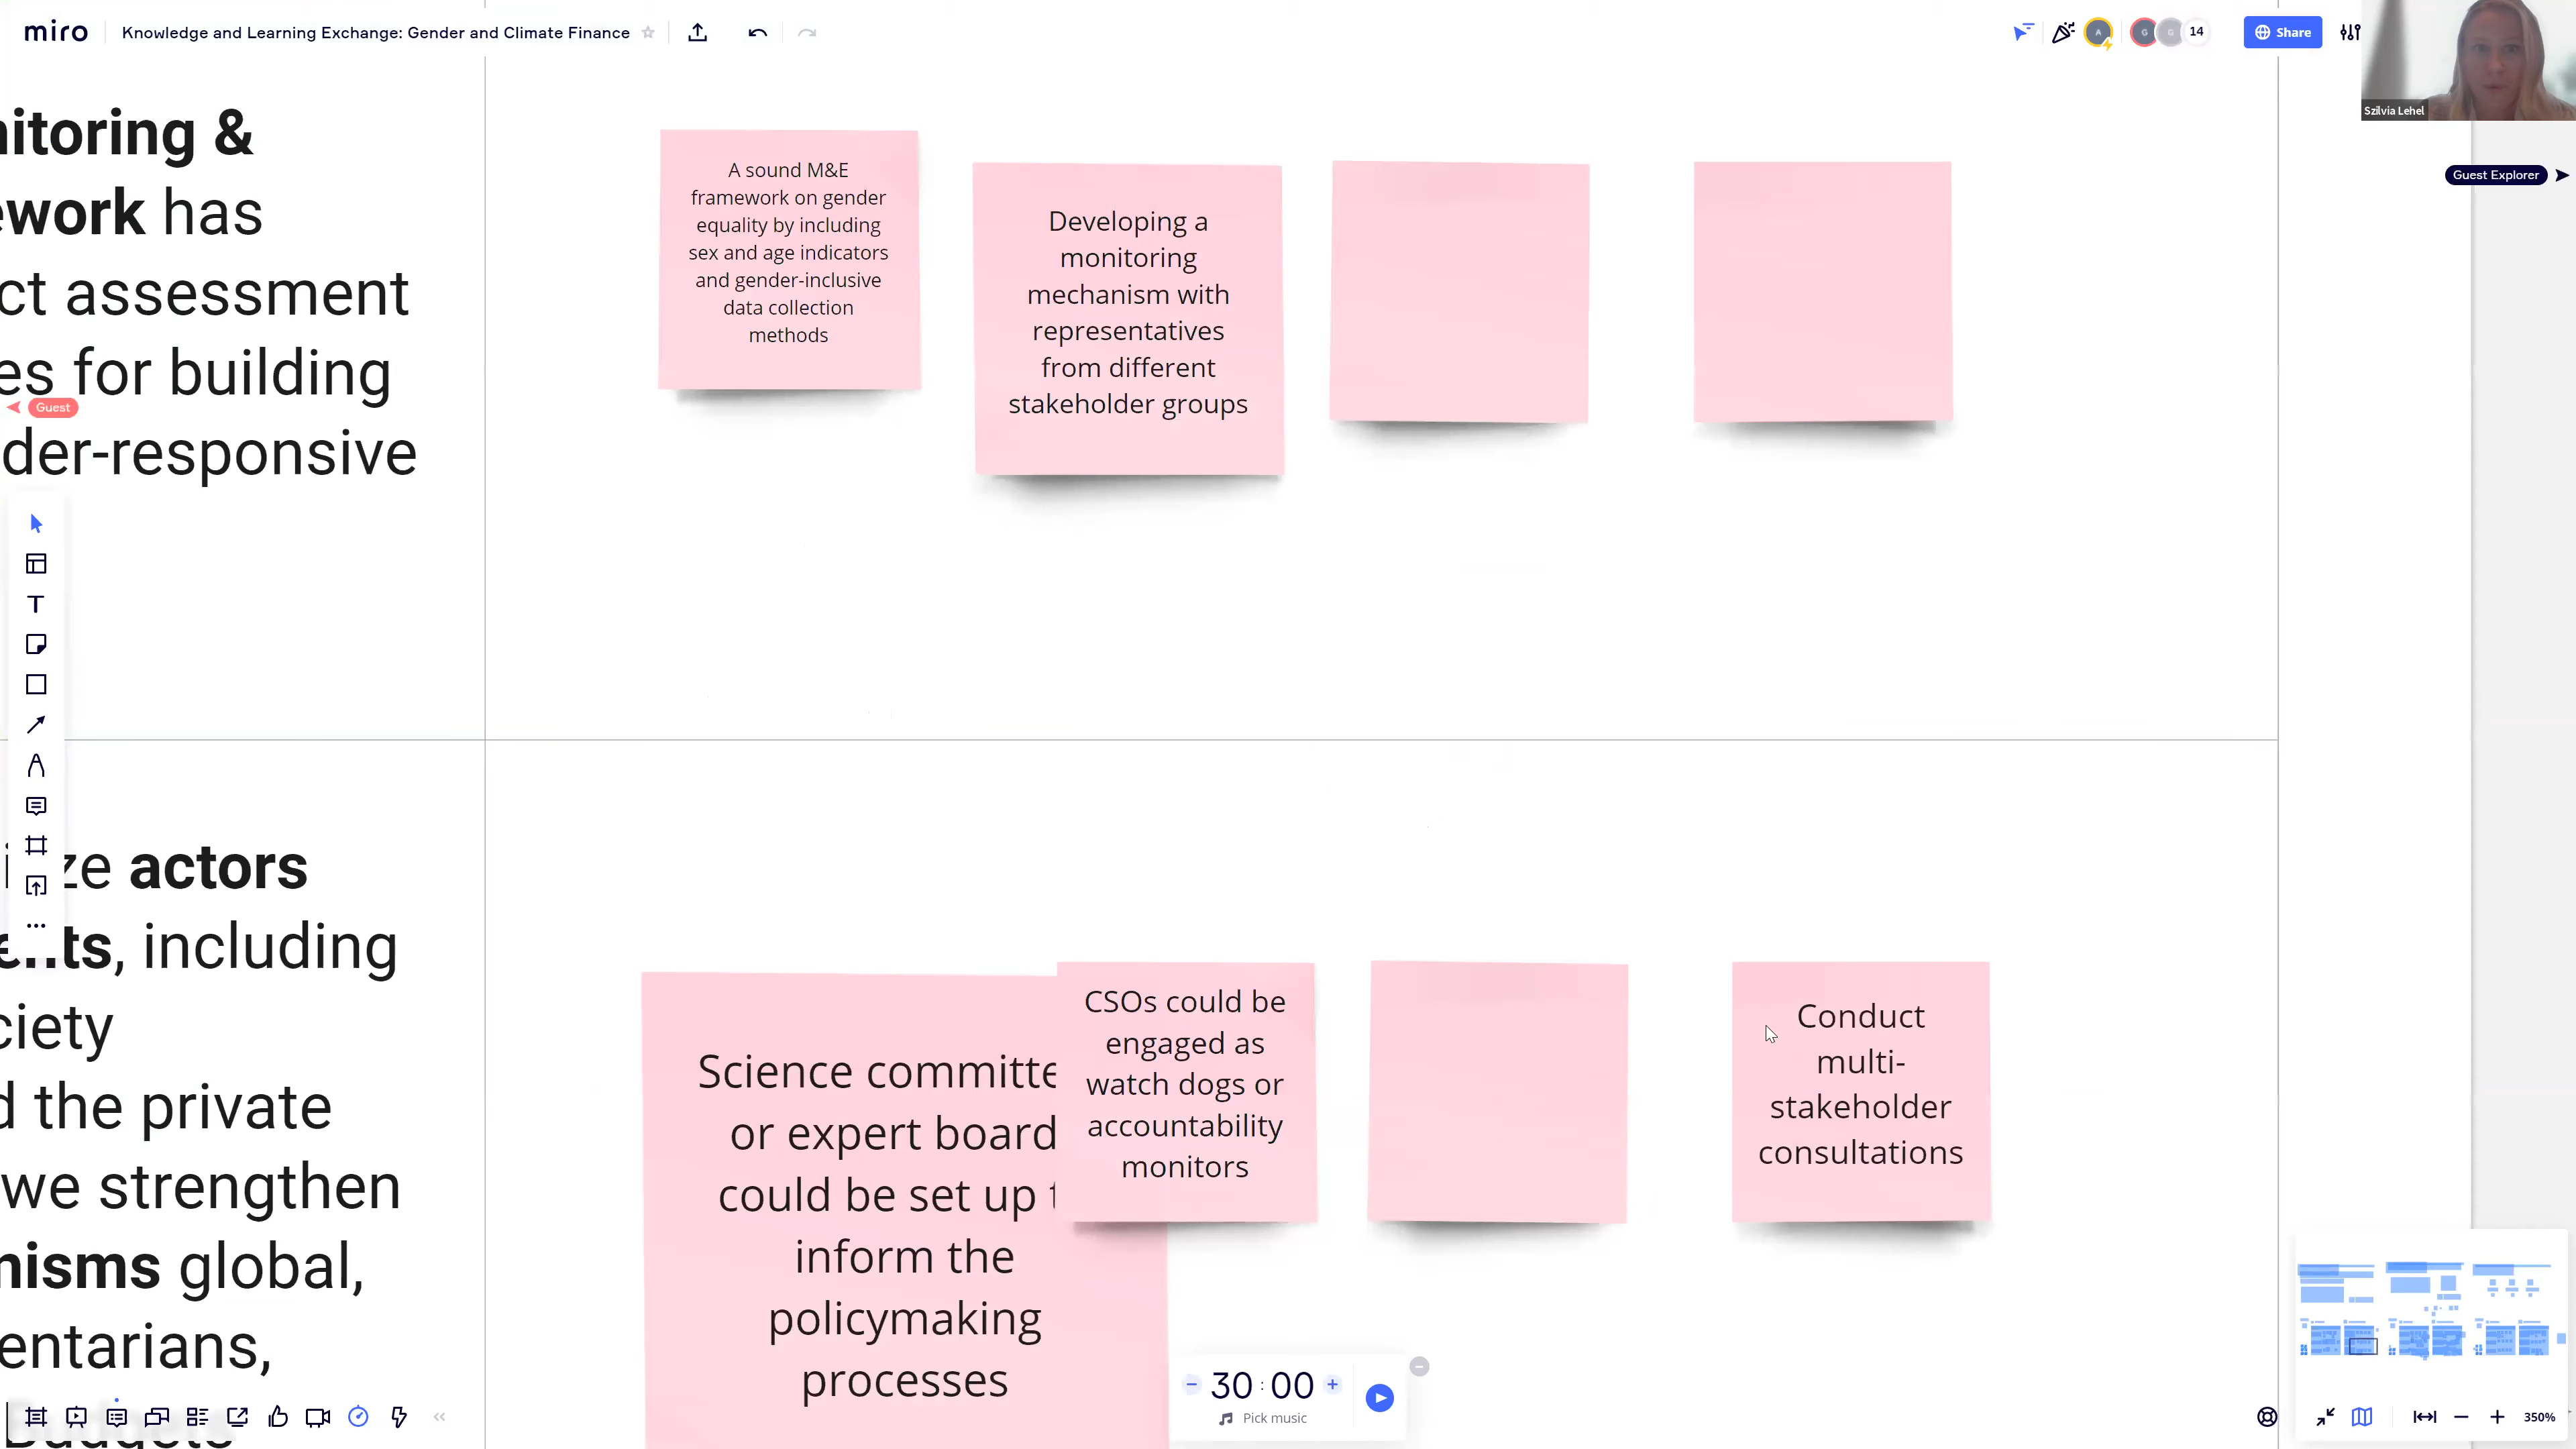 miro
Knowledge and Learning Exchange: Gender and Climate Finance
A
G
G
14
Share
Szilvia Lehel
Guest Explorer
nitoring &
ework has
ct assessment
es for building
Guest
der-responsive
A sound M&E
framework on gender
equality by including
sex and age indicators
and gender-inclusive
data collection
methods
Developing a
monitoring
mechanism with
representatives
from different
stakeholder groups
ze actors
ts, including
ciety
d the private
we strengthen
nisms global,
entarians,
Budgets
Science committe
or expert board
could be set up t
inform the
policymaking
processes
CSOs could be
engaged as
watch dogs or
accountability
monitors
Conduct
multi-
stakeholder
consultations
30 : 00
Pick music
350%